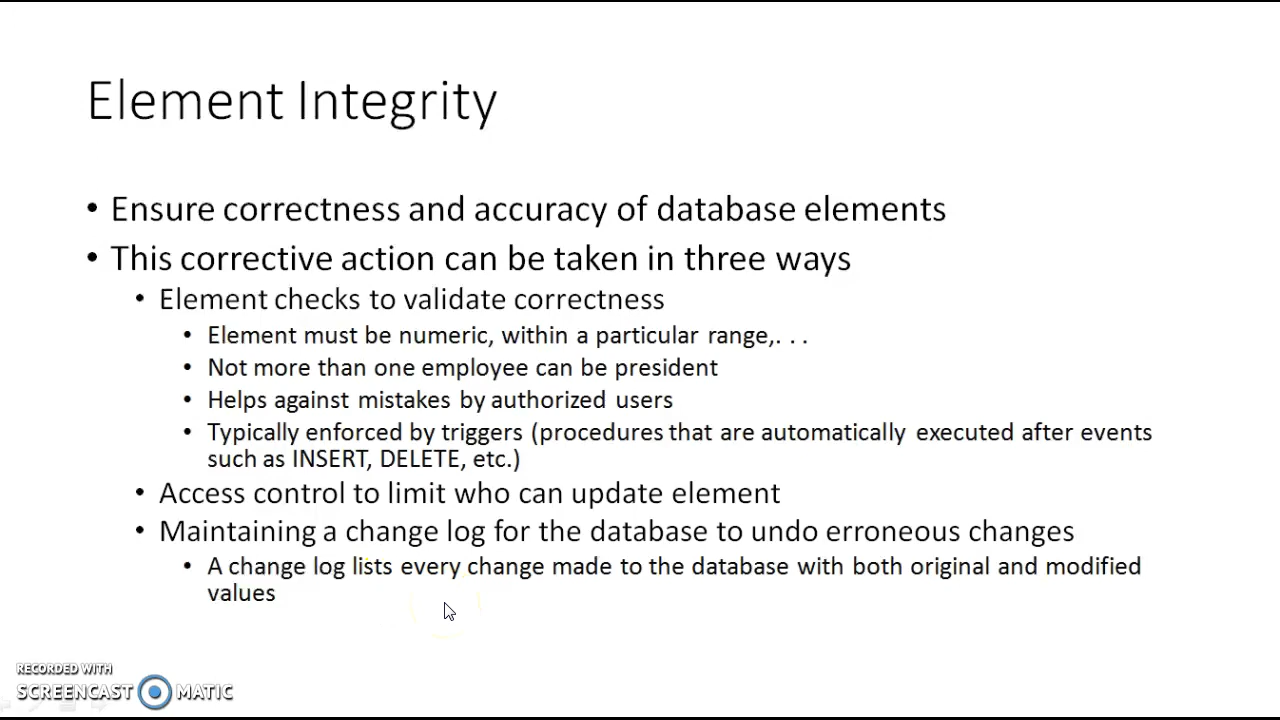 Element Integrity
• Ensure correctness and accuracy of database elements
• This corrective action can be taken in three ways
• Element checks to validate correctness
• Element must be numeric, within a particular range,. . .
• Not more than one employee can be president
• Helps against mistakes by authorized users
• Typically enforced by triggers (procedures that are automatically executed after events
such as INSERT, DELETE, etc.)
• Access control to limit who can update element
• Maintaining a change log for the database to undo erroneous changes
• A change log lists every change made to the database with both original and modified
values
RECORDED WITH
SCREENCAST MATIC